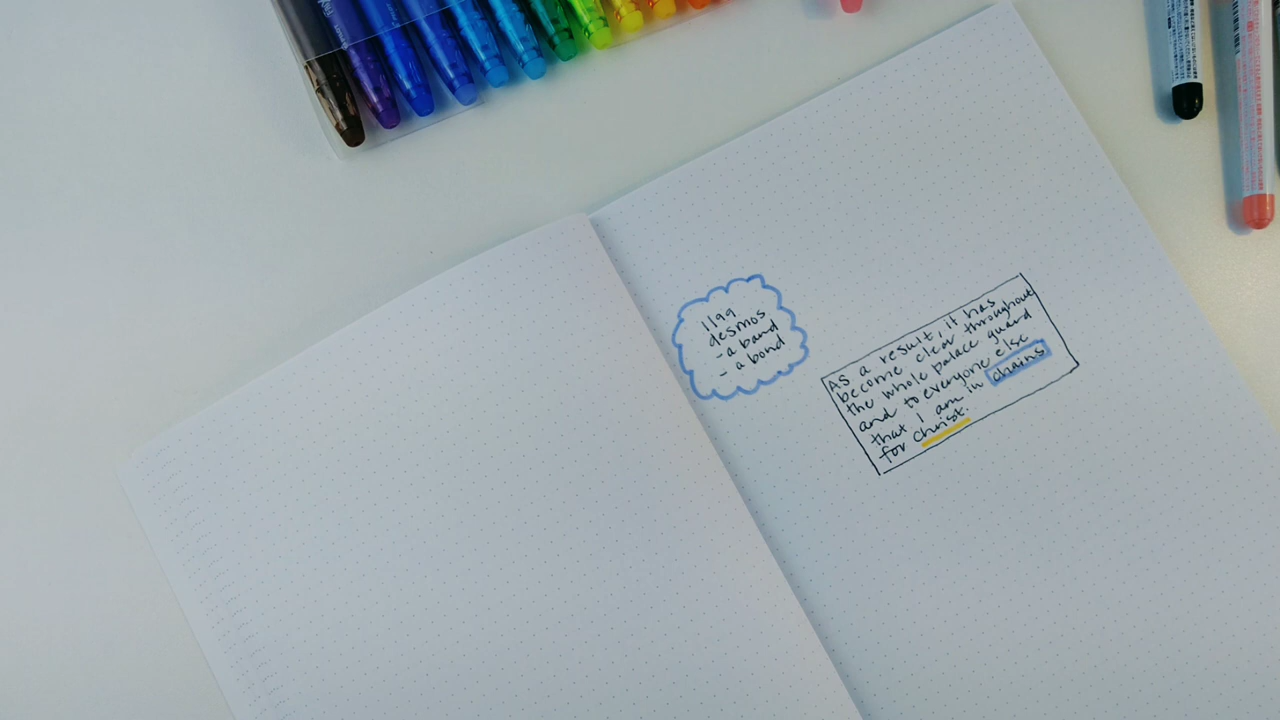 1199
desmos
- a band
- a bond
As a result, it has
become clear throughout
the whole palace guard
and to everyone else
that I am in chains
for Christ.